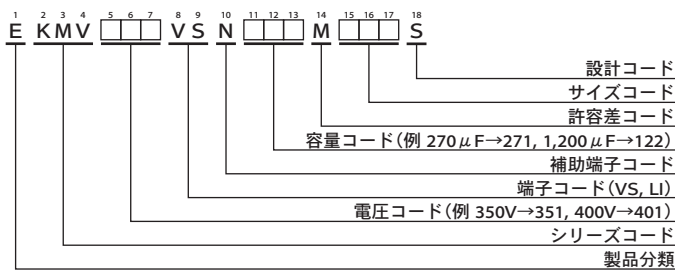 1 2 3 4 5 6 7 8 9 10 11 12 13 14 15 16 17 18
E KMV □□□ VS N □□□ M □□□ S
設計コード
サイズコード
許容差コード
容量コード(例 270μF→271, 1,200μF→122)
補助端子コード
端子コード(VS, LI)
電圧コード(例 350V→351, 400V→401)
シリーズコード
製品分類